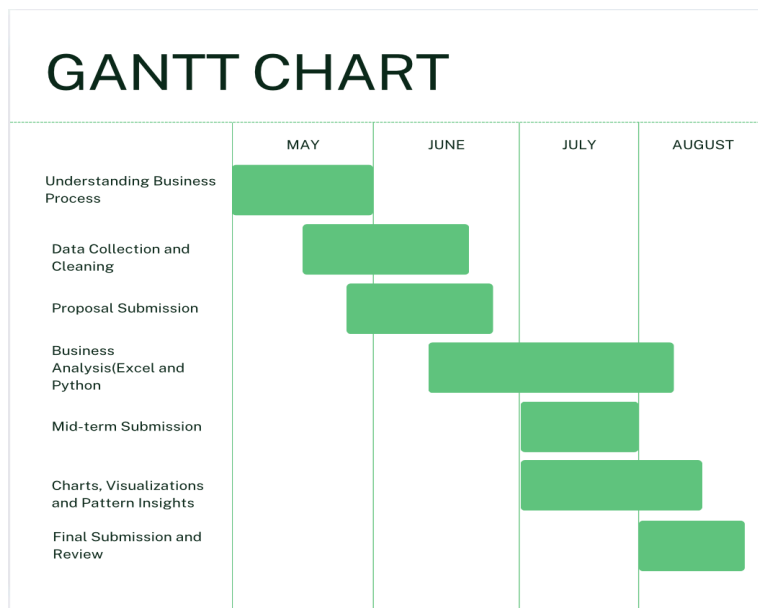 GANTT CHART
MAY JUNE JULY AUGUST
Understanding Business
Process
Data Collection and
Cleaning
Proposal Submission
Business
Analysis(Excel and
Python
Mid-term Submission
Charts, Visualizations
and Pattern Insights
Final Submission and
Review